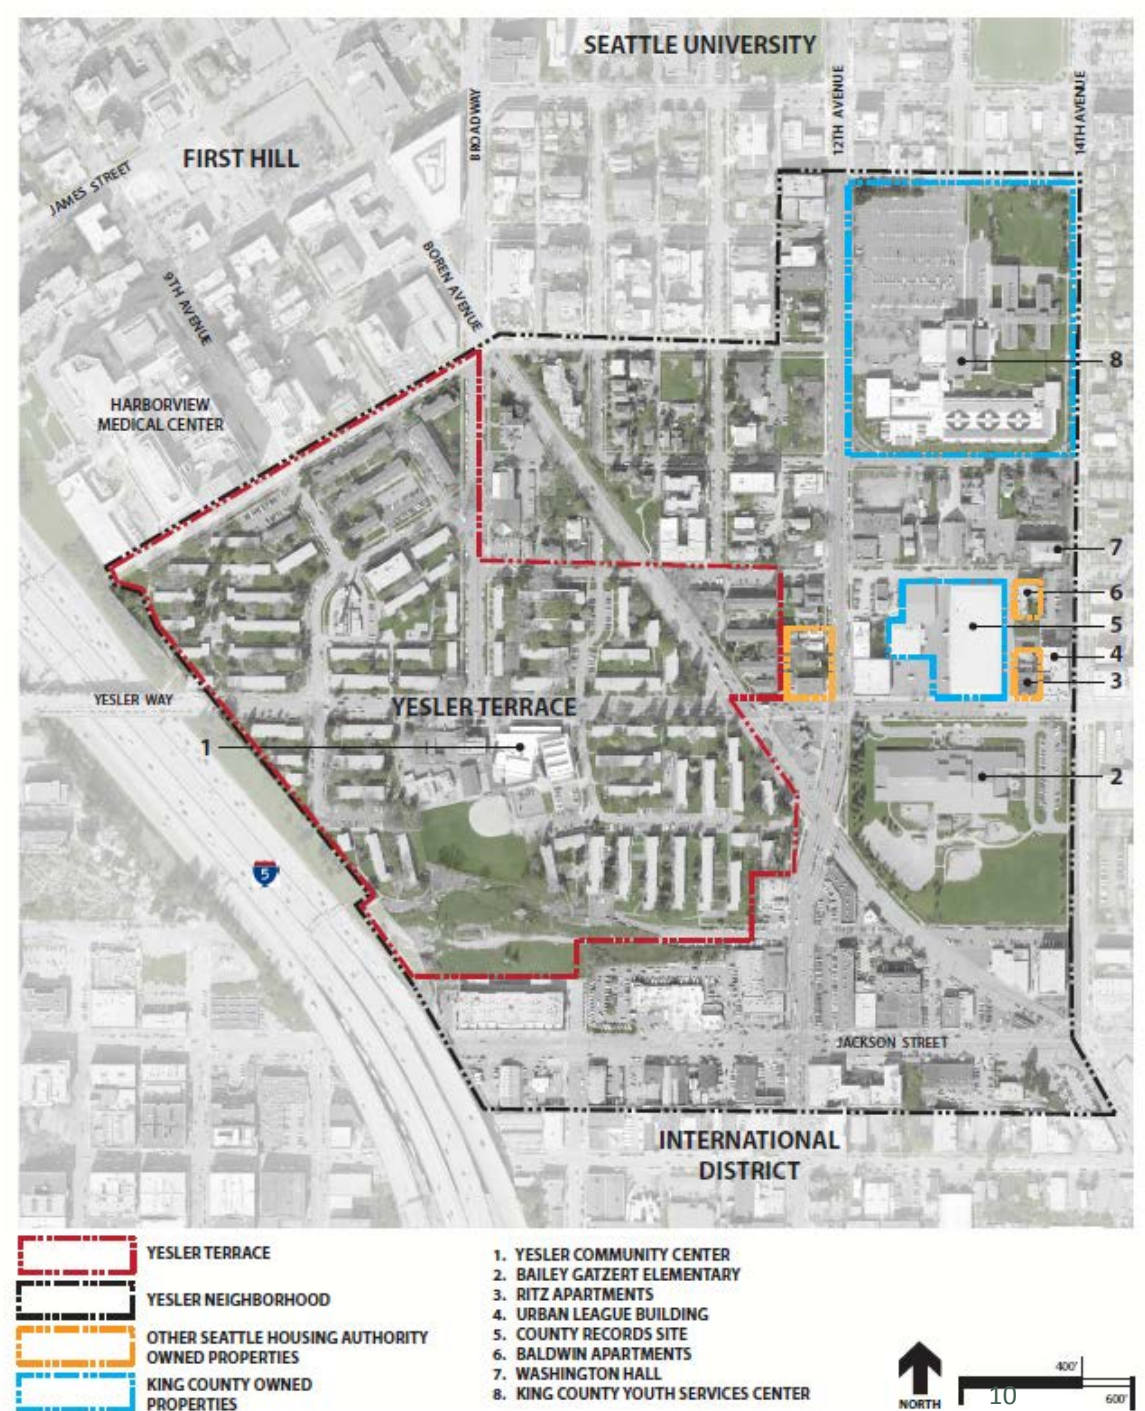 SEATTLE UNIVERSITY
12TH AVENUE
14TH AVENUE
BROADWAY
FIRST HILL
JAMES STREET
BOREN AVENUE
9TH AVENUE
8
HARBORVIEW
MEDICAL CENTER
7
6
5
4
3
YESLER WAY
YESLER TERRACE
1
2
5
JACKSON STREET
INTERNATIONAL
DISTRICT
YESLER TERRACE
YESLER NEIGHBORHOOD
OTHER SEATTLE HOUSING AUTHORITY
OWNED PROPERTIES
KING COUNTY OWNED
PROPERTIES
1. YESLER COMMUNITY CENTER
2. BAILEY GATZERT ELEMENTARY
3. RITZ APARTMENTS
4. URBAN LEAGUE BUILDING
5. COUNTY RECORDS SITE
6. BALDWIN APARTMENTS
7. WASHINGTON HALL
8. KING COUNTY YOUTH SERVICES CENTER
NORTH
400'
10
600'